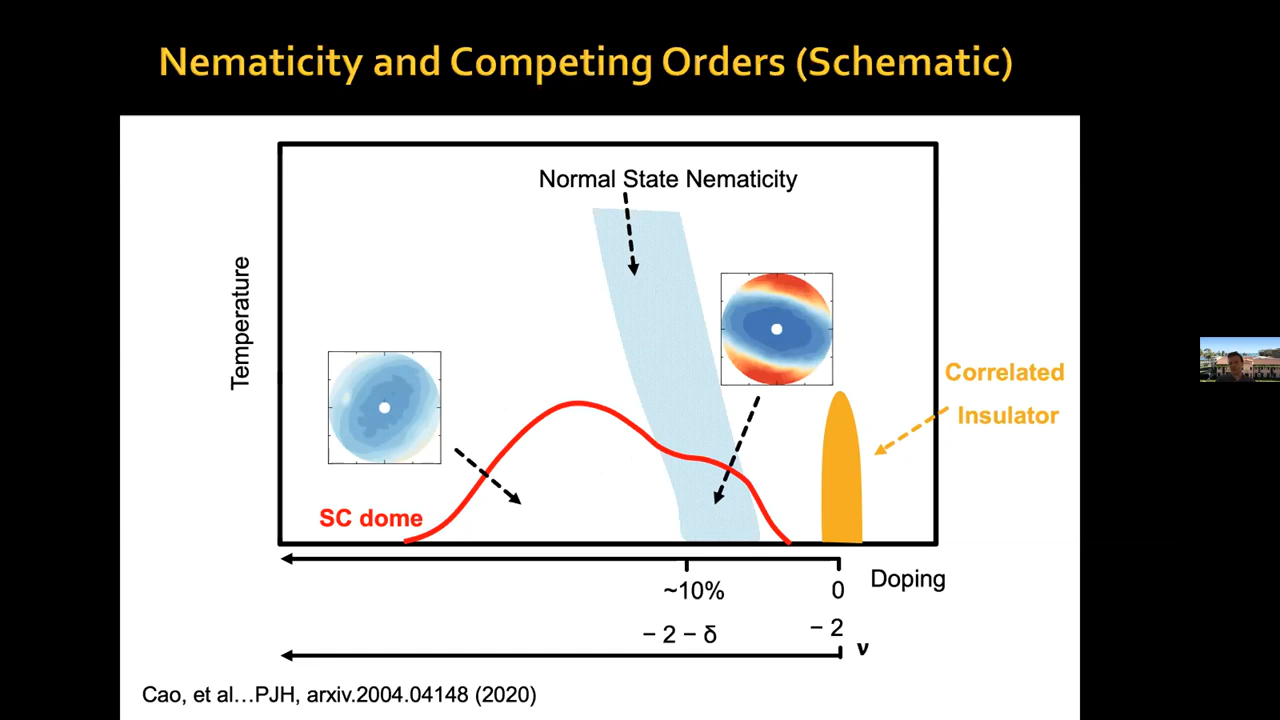 Nematicity and Competing Orders (Schematic)
Normal State Nematicity
Temperature
Correlated
Insulator
SC dome
~10%
0
Doping
− 2 − δ
− 2
ν
Cao, et al…PJH, arxiv.2004.04148 (2020)